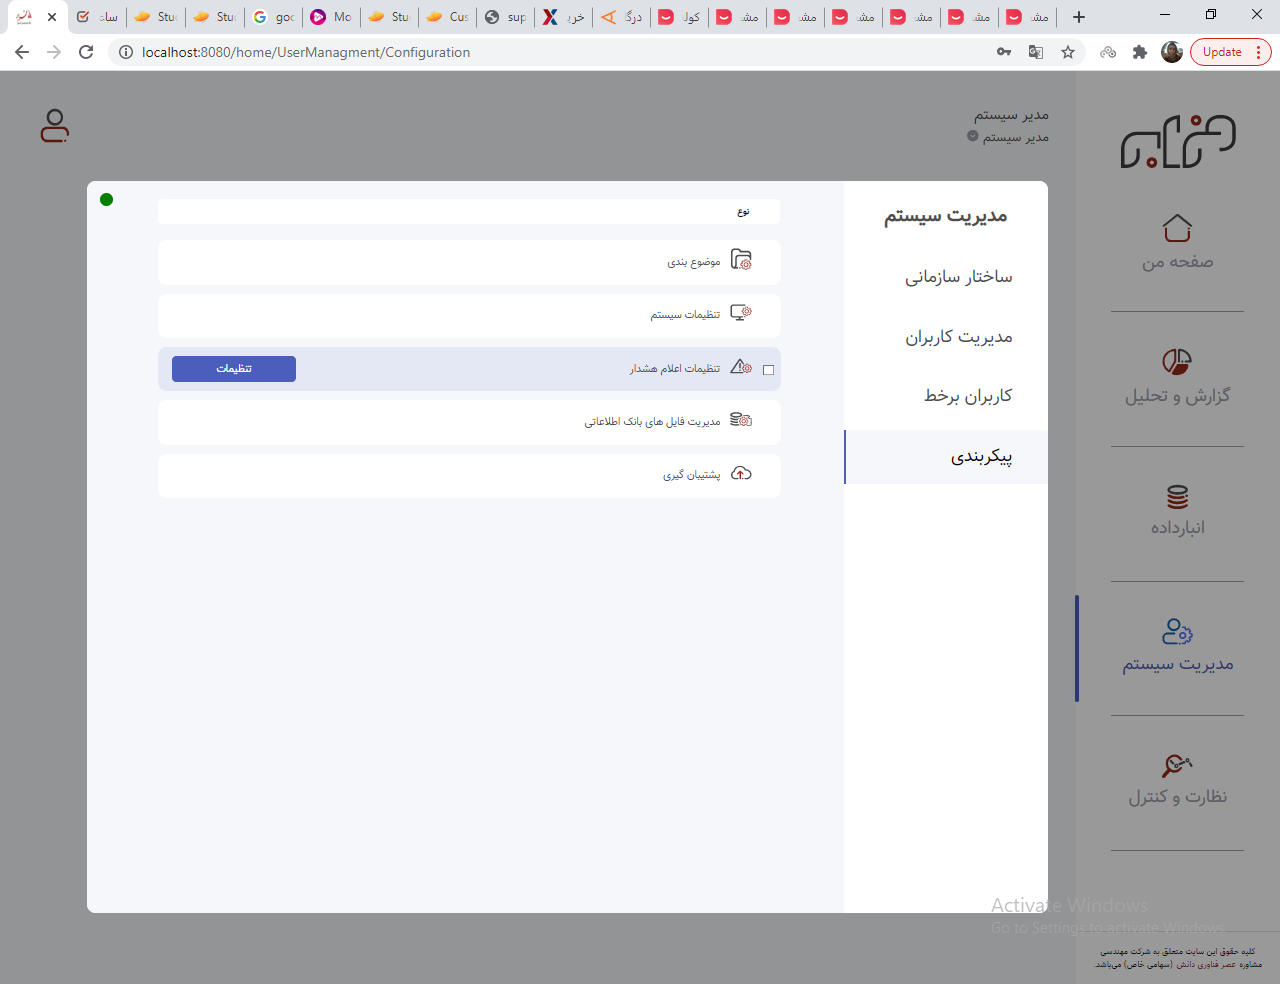 سات
Stu
Stu
goo
Mo
Stu
Cus
sup
خرید
درگا
کولا
مش
مش
مش
مش
مش
مش
localhost:8080/home/UserManagment/Configuration
Update
مدیر سیستم
مدیر سیستم
صفحه من
گزارش و تحلیل
انبارداده
مدیریت سیستم
نظارت و کنترل
مدیریت سیستم
ساختار سازمانی
مدیریت کاربران
کاربران برخط
پیکربندی
نوع
موضوع بندی
تنظیمات سیستم
تنظیمات اعلام هشدار
تنظیمات
مدیریت فایل های بانک اطلاعاتی
پشتیبان گیری
Activate Windows
Go to Settings to activate Windows.
کلیه حقوق این سایت متعلق به شرکت مهندسی
مشاوره عصر فناوری دانش (سهامی خاص) می‌باشد.